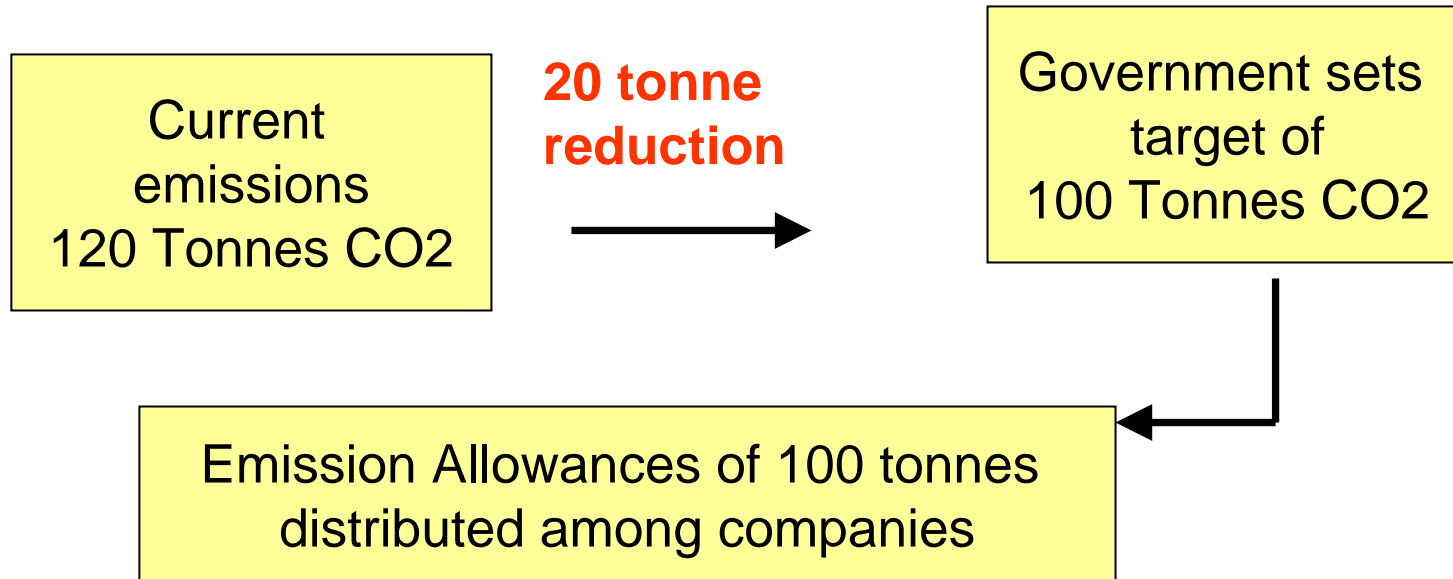 Current
emissions
120 Tonnes CO2
20 tonne
reduction
Government sets
target of
100 Tonnes CO2
Emission Allowances of 100 tonnes
distributed among companies